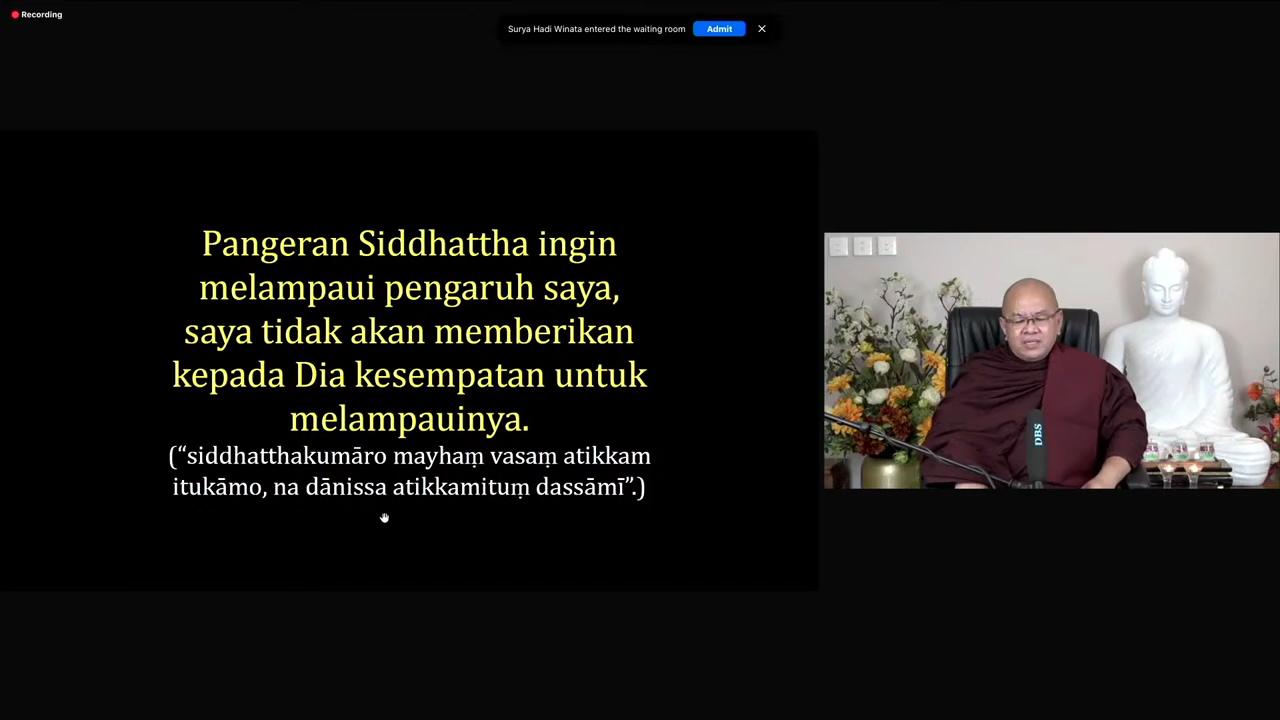 Recording
Surya Hadi Winata entered the waiting room Admit
Pangeran Siddhattha ingin
melampaui pengaruh saya,
saya tidak akan memberikan
kepada Dia kesempatan untuk
melampauinya.
(“siddhatthakumāro mayhaṃ vasaṃ atikkam
itukāmo, na dānissa atikkamituṃ dassāmī”.)
DBS